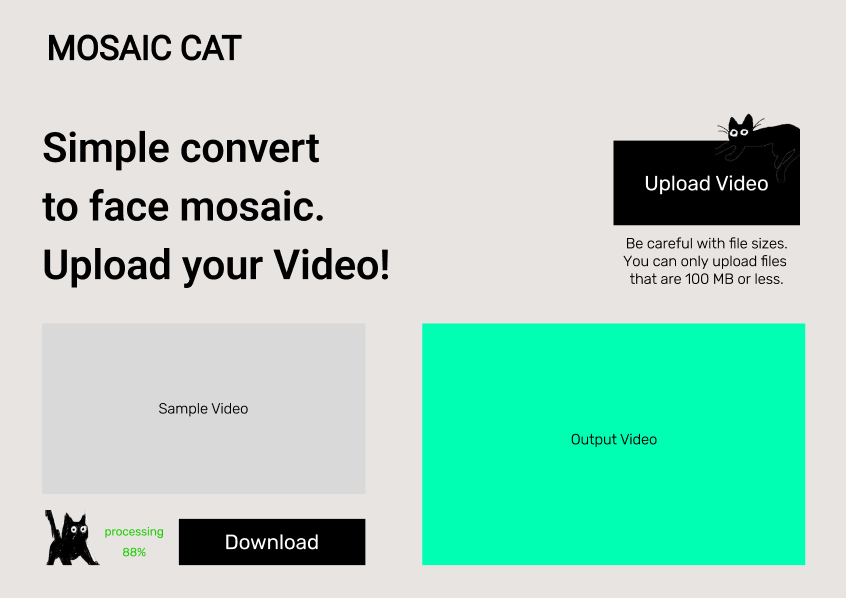 MOSAIC CAT
Simple convert
to face mosaic.
Upload your Video!
Upload Video
Be careful with file sizes.
You can only upload files
that are 100 MB or less.
Sample Video
Output Video
processing
88%
Download